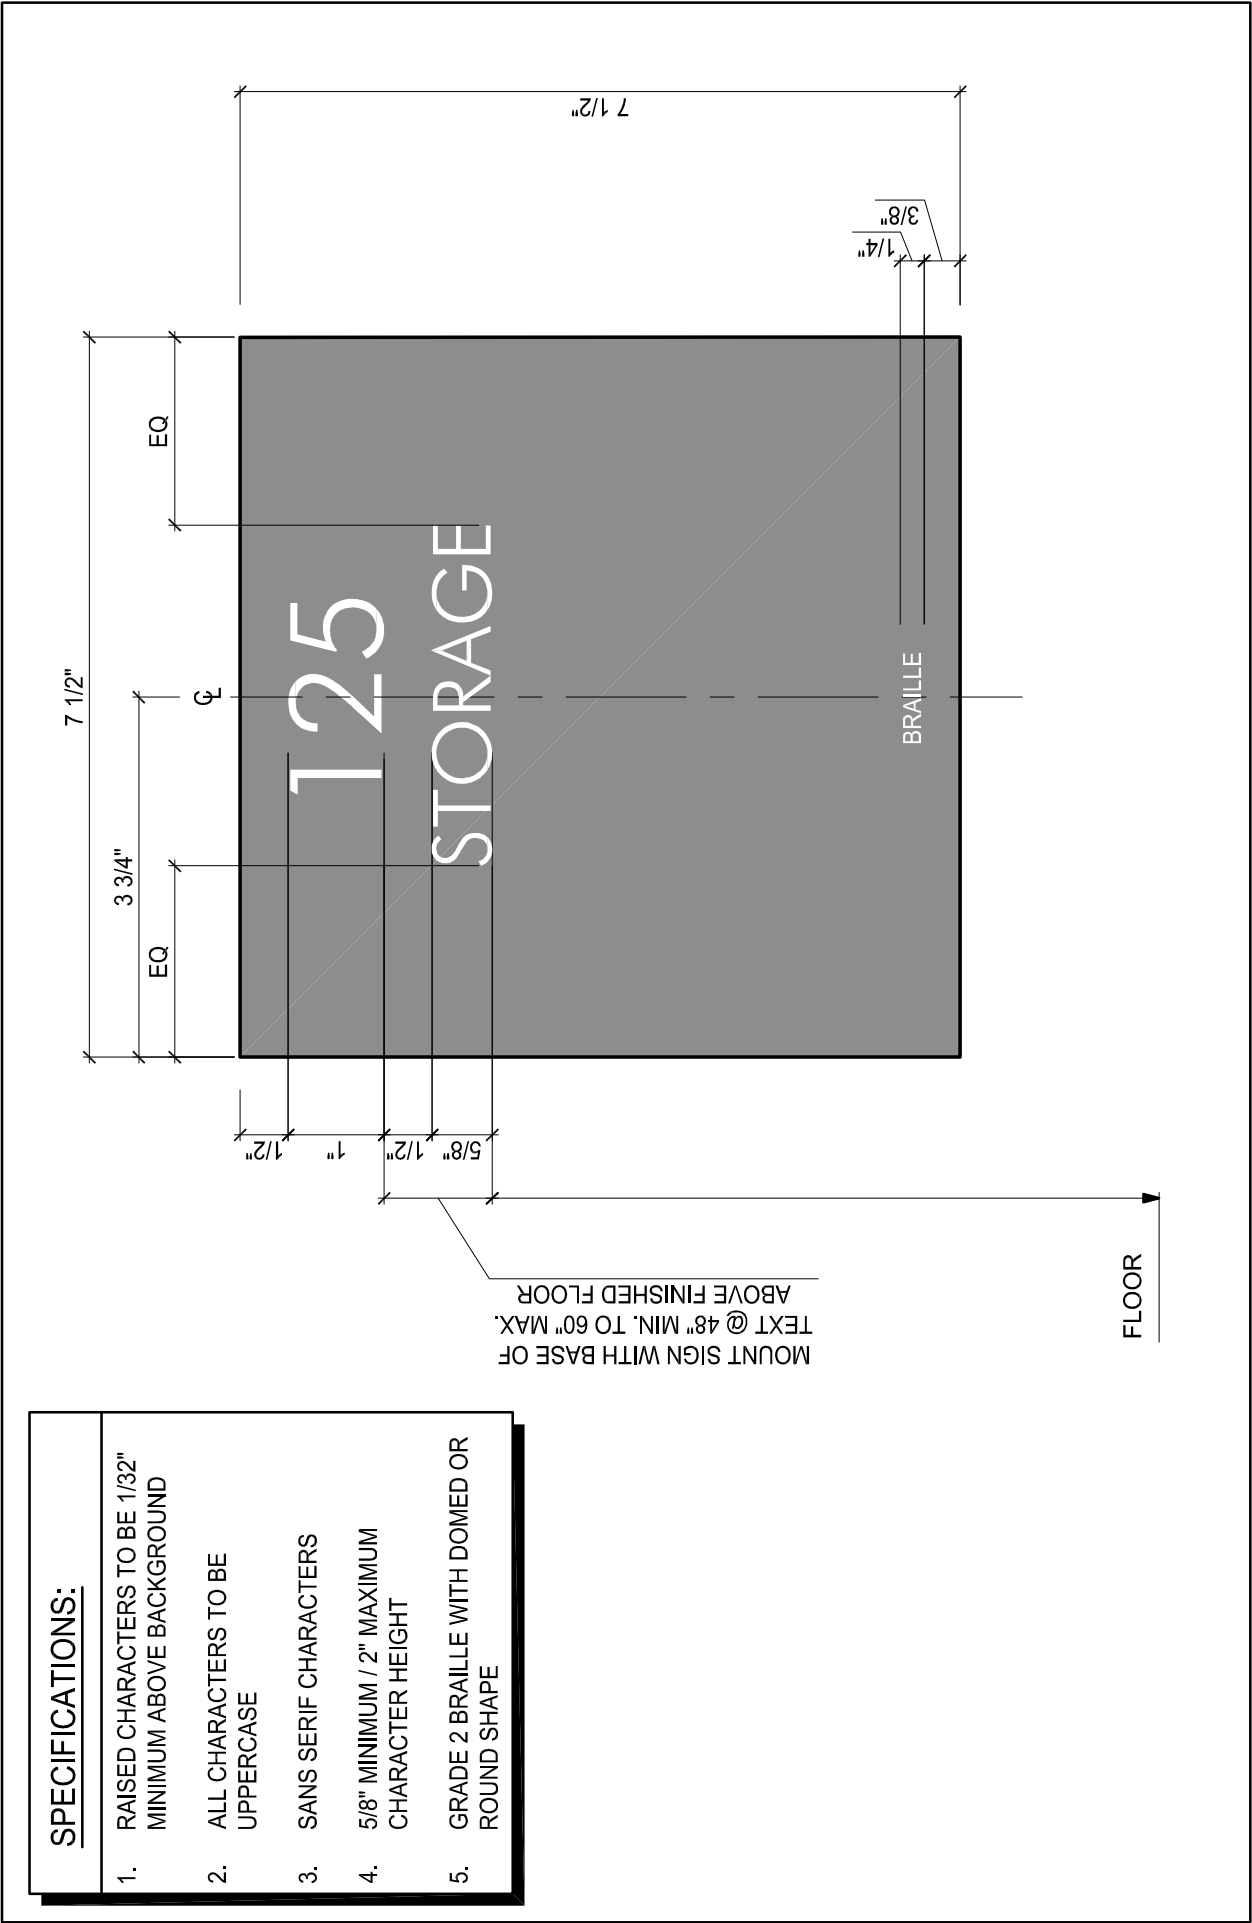 SPECIFICATIONS:
1. RAISED CHARACTERS TO BE 1/32"
MINIMUM ABOVE BACKGROUND
2. ALL CHARACTERS TO BE
UPPERCASE
3. SANS SERIF CHARACTERS
4. 5/8" MINIMUM / 2" MAXIMUM
CHARACTER HEIGHT
5. GRADE 2 BRAILLE WITH DOMED OR
ROUND SHAPE
MOUNT SIGN WITH BASE OF
TEXT @ 48" MIN. TO 60" MAX.
ABOVE FINISHED FLOOR
FLOOR
7 1/2"
3 3/4"
EQ
EQ
CL
1/2"
1"
1/2"
5/8"
125
STORAGE
BRAILLE
7 1/2"
1/4"
3/8"